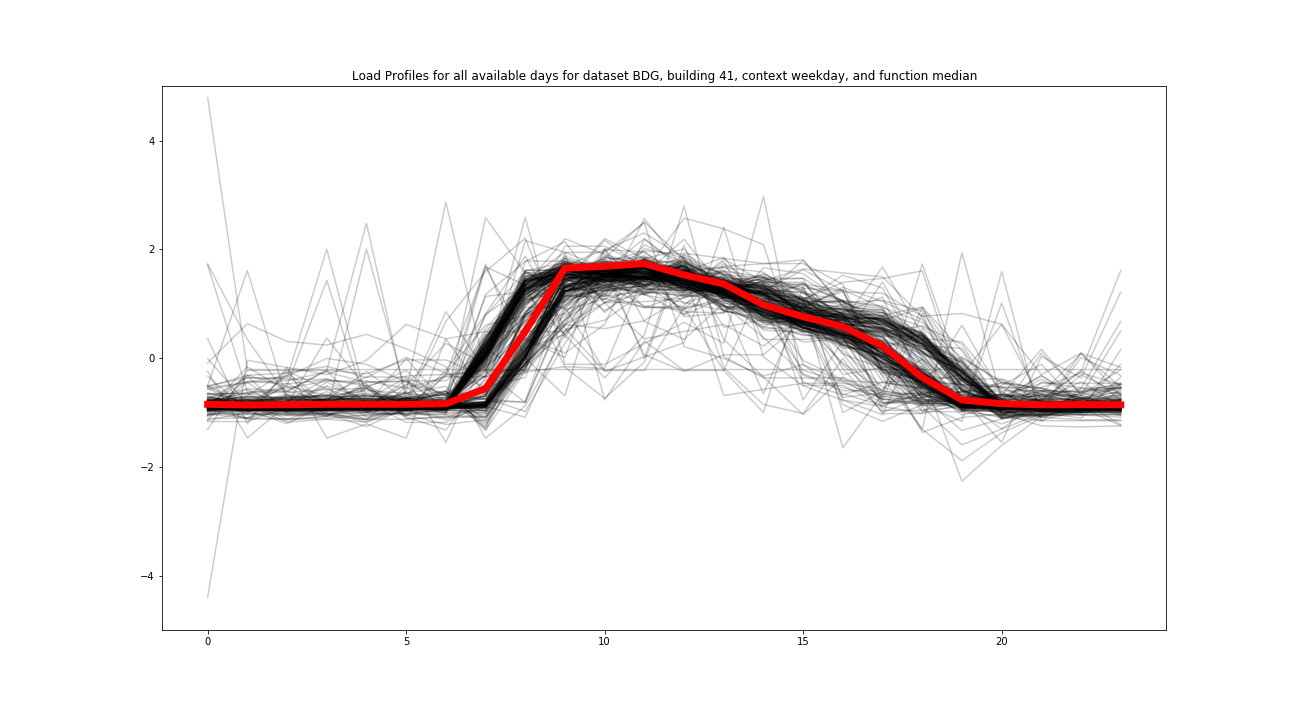 Load Profiles for all available days for dataset BDG, building 41, context weekday, and function median
4
2
0
−2
−4
0 5 10 15 20